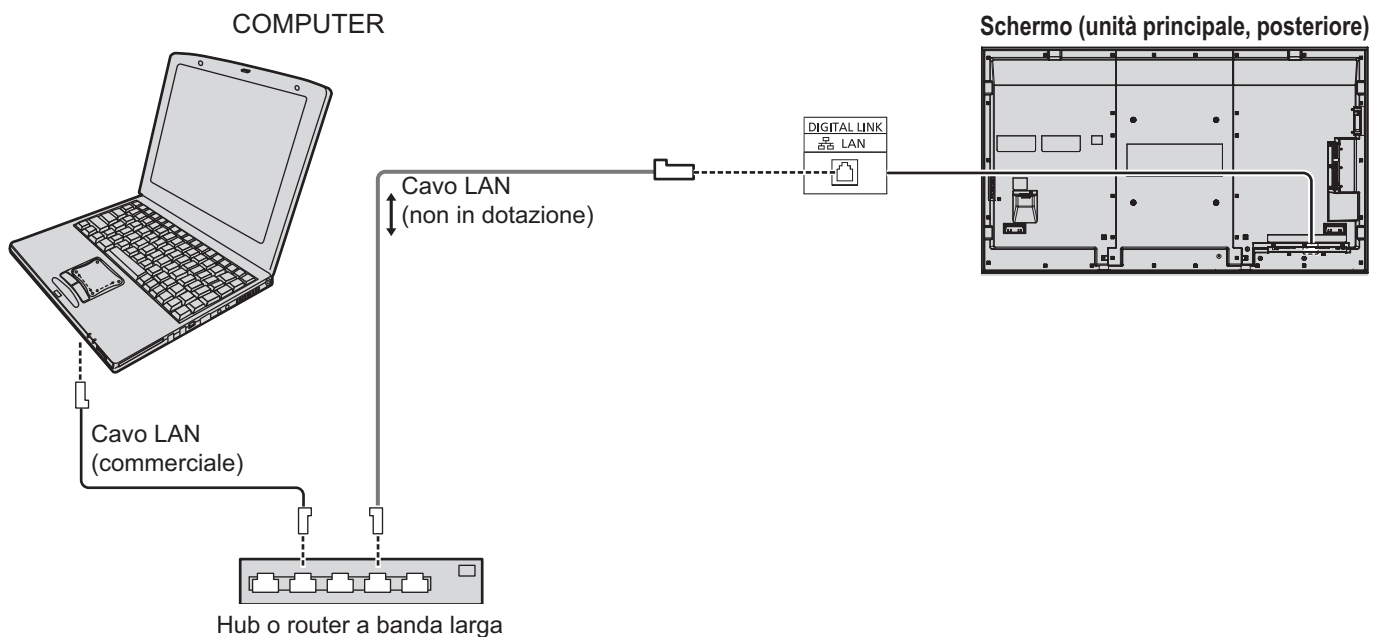 COMPUTER
Schermo (unità principale, posteriore)
DIGITAL LINK
LAN
Cavo LAN
(non in dotazione)
Cavo LAN
(commerciale)
Hub o router a banda larga